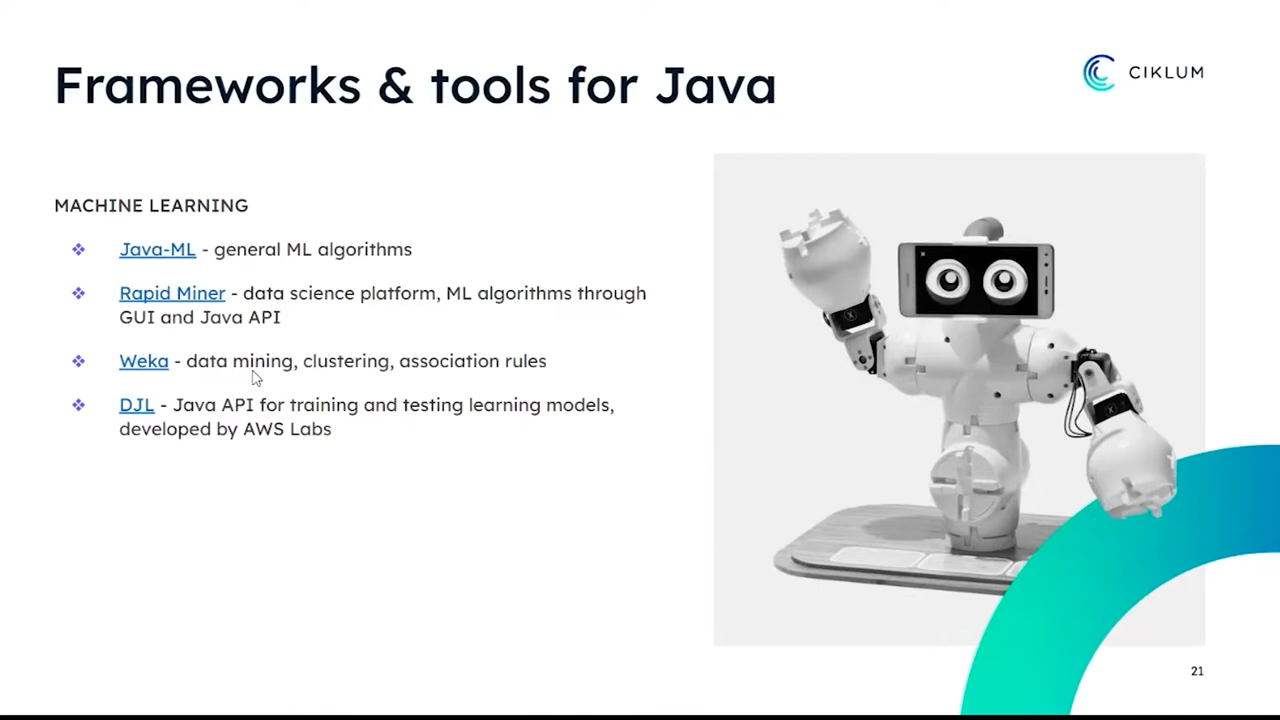 Frameworks & tools for Java
CIKLUM
MACHINE LEARNING
❖ Java-ML - general ML algorithms
❖ Rapid Miner - data science platform, ML algorithms through
GUI and Java API
❖ Weka - data mining, clustering, association rules
❖ DJL - Java API for training and testing learning models,
developed by AWS Labs
21